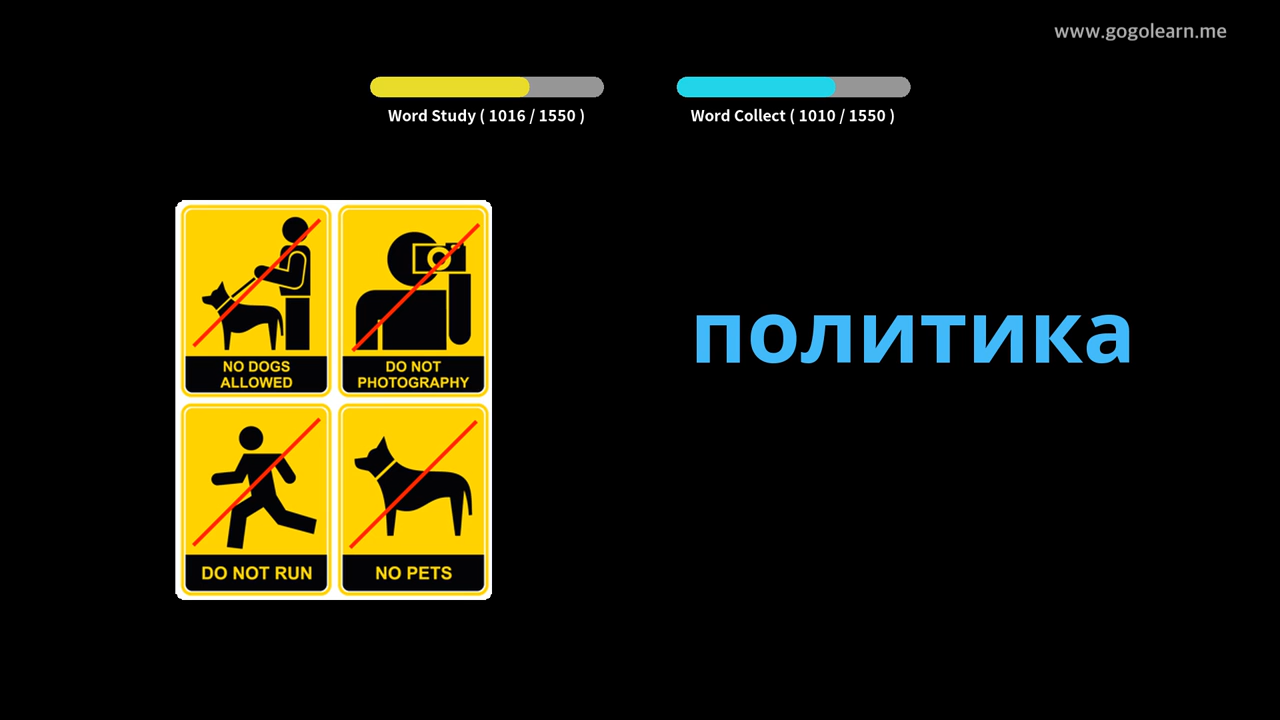 www.gogolearn.me
Word Study ( 1016 / 1550 )
Word Collect ( 1010 / 1550 )
NO DOGS
ALLOWED
DO NOT
PHOTOGRAPHY
DO NOT RUN
NO PETS
политика